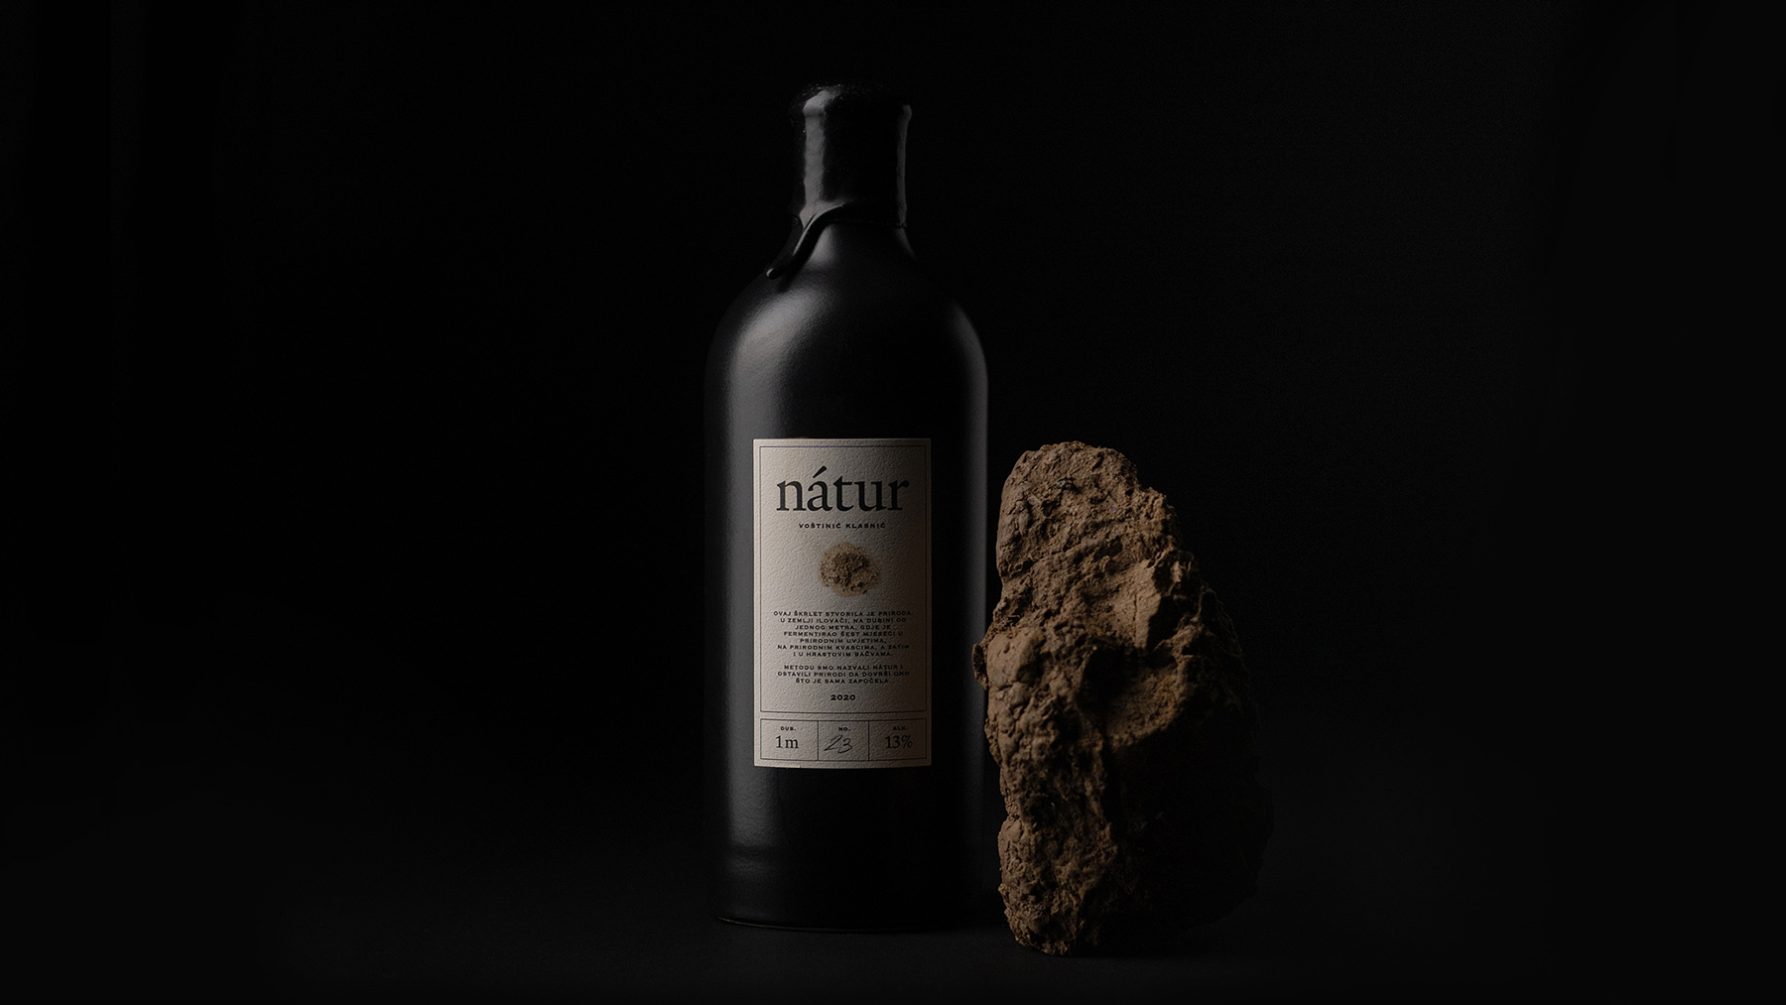 nátur
VOŠTINIĆ KLASNIĆ
OVAJ ŠKRLET STVORILA JE PRIRODA
U ZEMLJI ILOVAČI, NA DUBINI OD
JEDNOG METRA, GDJE JE
FERMENTIRAO ŠEST MJESECI U
PRIRODNIM UVJETIMA,
NA PRIRODNIM KVASCIMA, A ZATIM
I U HRASTOVIM BAČVAMA.
METODU SMO NAZVALI NÁTUR I
OSTAVILI PRIRODI DA DOVRŠI ONO
ŠTO JE SAMA ZAPOČELA.
2020
DUB. NO. ALK.
1m 23 13%